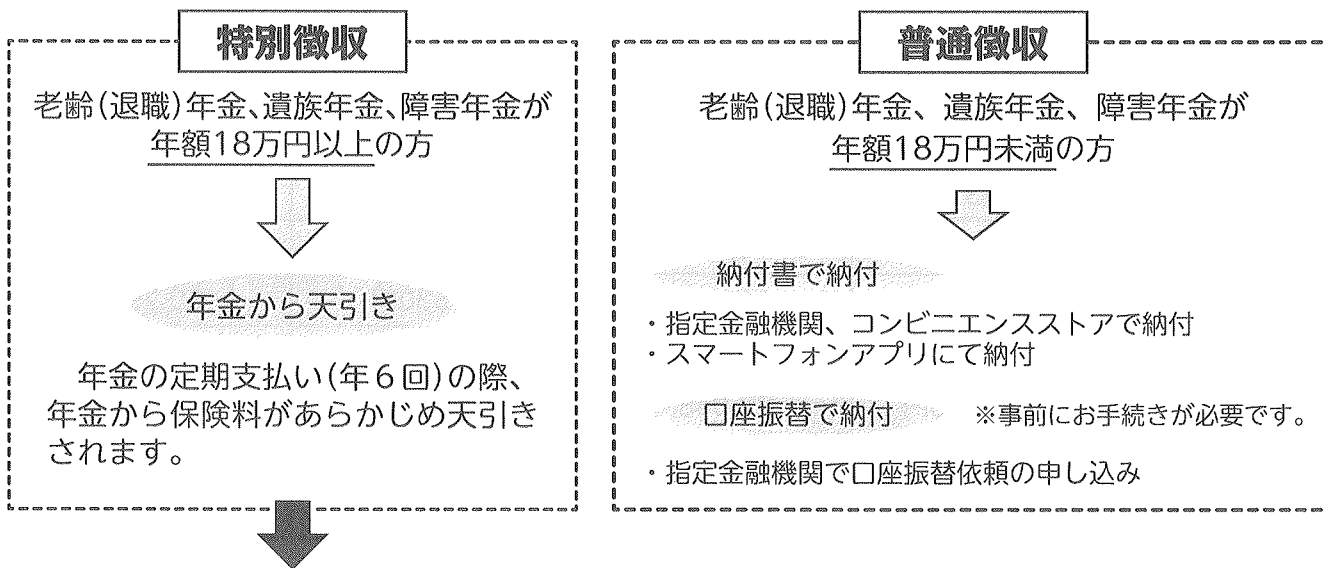 特別徴収
老齢(退職)年金、遺族年金、障害年金が
年額18万円以上の方
年金から天引き
年金の定期支払い(年６回)の際、
年金から保険料があらかじめ天引き
されます。
普通徴収
老齢(退職)年金、遺族年金、障害年金が
年額18万円未満の方
納付書で納付
・指定金融機関、コンビニエンスストアで納付
・スマートフォンアプリにて納付
口座振替で納付　※事前にお手続きが必要です。
・指定金融機関で口座振替依頼の申し込み